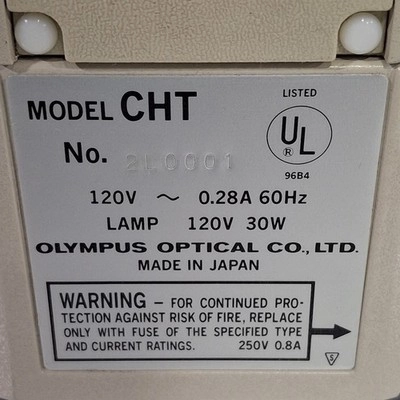 MODEL CHT
LISTED
UL
®
No. 2L0001
96B4
120V ~ 0.28A 60Hz
LAMP 120V 30W
OLYMPUS OPTICAL CO., LTD.
MADE IN JAPAN
WARNING – FOR CONTINUED PRO-
TECTION AGAINST RISK OF FIRE, REPLACE
ONLY WITH FUSE OF THE SPECIFIED TYPE
AND CURRENT RATINGS. 250V 0.8A
S